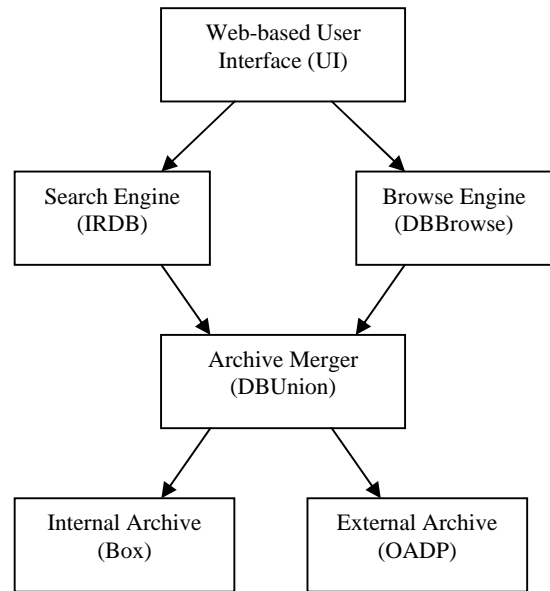 Web-based User
Interface (UI)
Search Engine
(IRDB)
Browse Engine
(DBBrowse)
Archive Merger
(DBUnion)
Internal Archive
(Box)
External Archive
(OADP)